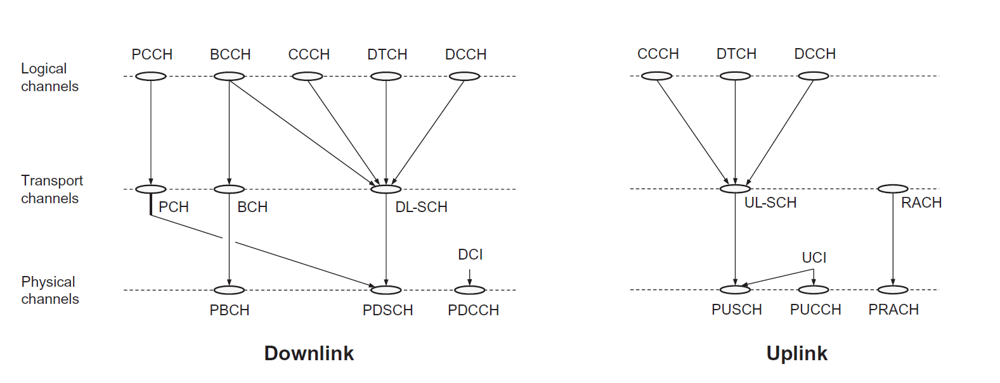 PCCH BCCH CCCH DTCH DCCH
CCCH DTCH DCCH
Logical
channels
Transport
channels
PCH BCH DL-SCH
UL-SCH RACH
DCI
UCI
Physical
channels
PBCH PDSCH PDCCH
PUSCH PUCCH PRACH
Downlink
Uplink